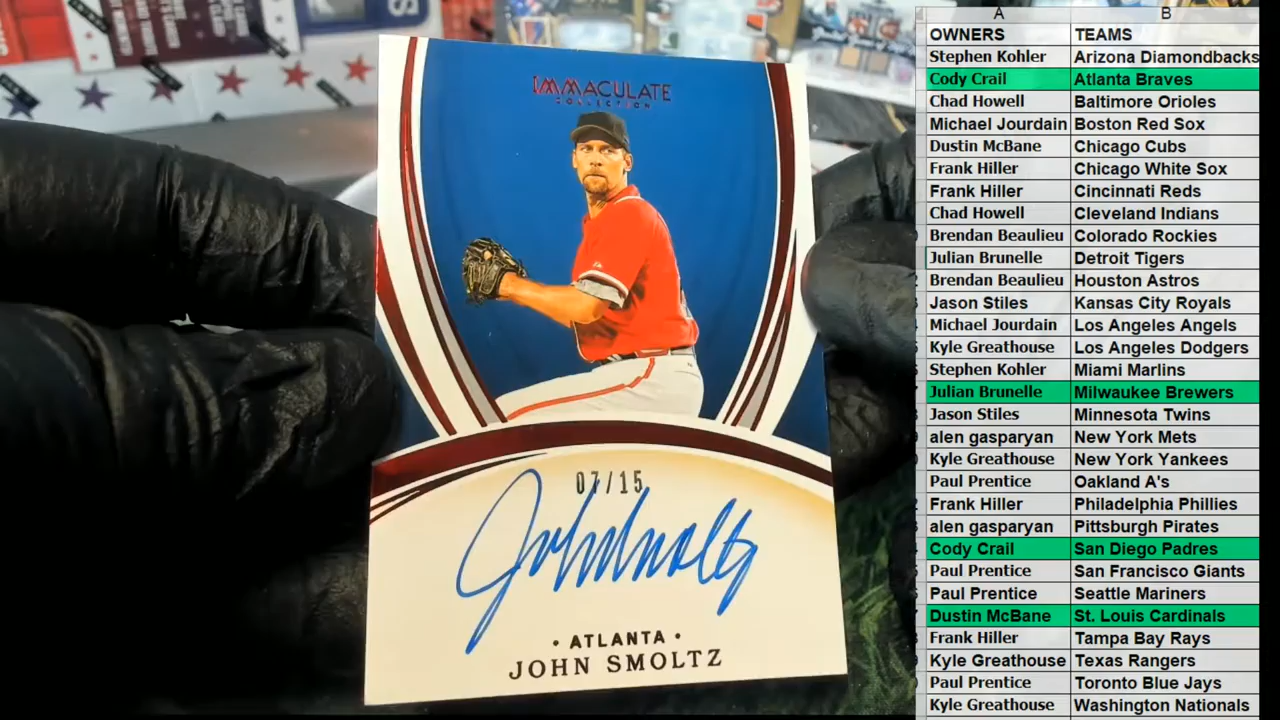 IMMACULATE
COLLECTION
07/15
John Smoltz
• ATLANTA •
JOHN SMOLTZ
A B
OWNERS TEAMS
Stephen Kohler Arizona Diamondbacks
Cody Crail Atlanta Braves
Chad Howell Baltimore Orioles
Michael Jourdain Boston Red Sox
Dustin McBane Chicago Cubs
Frank Hiller Chicago White Sox
Frank Hiller Cincinnati Reds
Chad Howell Cleveland Indians
Brendan Beaulieu Colorado Rockies
Julian Brunelle Detroit Tigers
Brendan Beaulieu Houston Astros
Jason Stiles Kansas City Royals
Michael Jourdain Los Angeles Angels
Kyle Greathouse Los Angeles Dodgers
Stephen Kohler Miami Marlins
Julian Brunelle Milwaukee Brewers
Jason Stiles Minnesota Twins
alen gasparyan New York Mets
Kyle Greathouse New York Yankees
Paul Prentice Oakland A's
Frank Hiller Philadelphia Phillies
alen gasparyan Pittsburgh Pirates
Cody Crail San Diego Padres
Paul Prentice San Francisco Giants
Paul Prentice Seattle Mariners
Dustin McBane St. Louis Cardinals
Frank Hiller Tampa Bay Rays
Kyle Greathouse Texas Rangers
Paul Prentice Toronto Blue Jays
Kyle Greathouse Washington Nationals